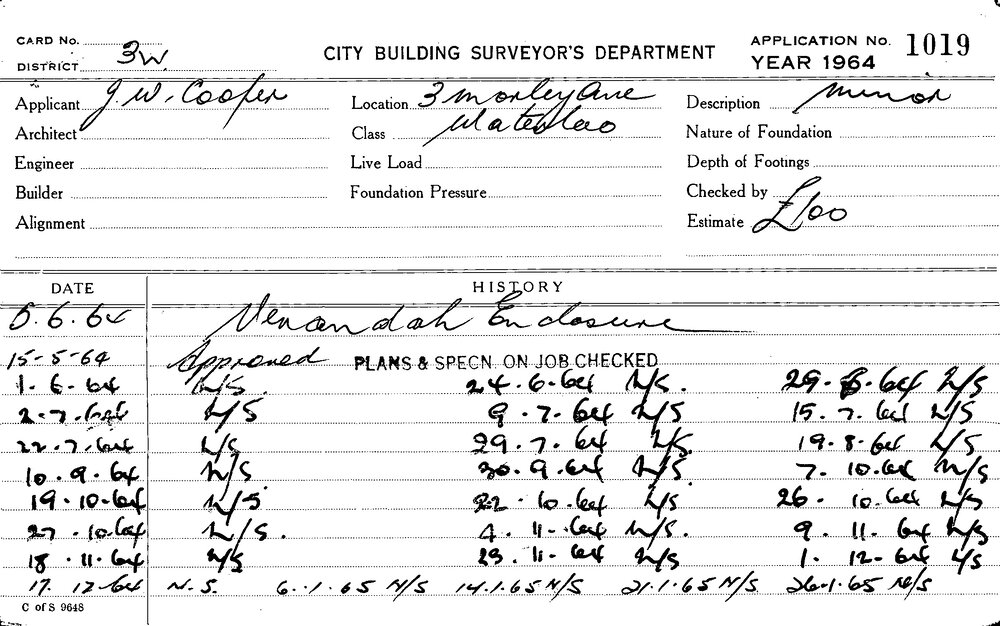 CARD No.
DISTRICT 3W.
CITY BUILDING SURVEYOR'S DEPARTMENT
APPLICATION No. 1019
YEAR 1964
Applicant J. W. Cooper
Location 3 Morley Ave
Waterloo
Description Minor
Architect
Class
Nature of Foundation
Engineer
Live Load
Depth of Footings
Builder
Foundation Pressure
Checked by
Alignment
Estimate £100
DATE HISTORY
5.6.64 Verandah Enclosure
15-5-64 Approved PLANS & SPECN. ON JOB CHECKED
1.6.64 N/S. 24.6.64 N/S. 29.6.64 N/S
2.7.64 N/S 9.7.64 N/S 15.7.64 N/S
22.7.64 N/S 29.7.64 N/S. 19.8.64 N/S
10.9.64 N/S 30.9.64 N/S. 7.10.64 N/S
19.10.64 N/S 22.10.64 N/S 26.10.64 N/S
27.10.64 N/S. 4.11.64 N/S. 9.11.64 N/S
18.11.64 N/S 23.11.64 N/S 1.12.64 N/S
17.12.64 N.S. 6.1.65 N/S 14.1.65 N/S 21.1.65 N/S 26.1.65 N/S
C of S 9648